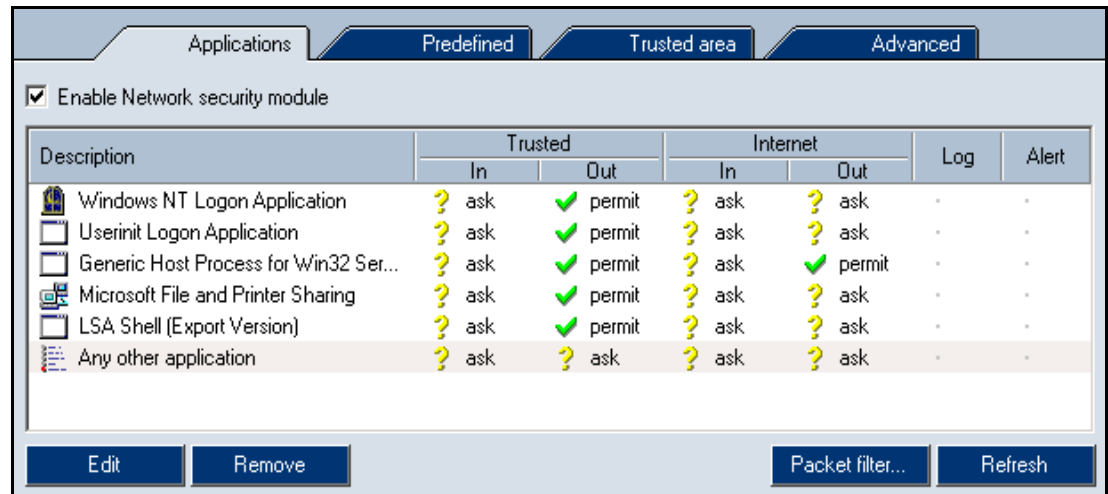 Applications Predefined Trusted area Advanced
Enable Network security module
Description Trusted Internet Log Alert
In Out In Out
Windows NT Logon Application ask permit ask ask
Userinit Logon Application ask permit ask ask
Generic Host Process for Win32 Ser... ask permit ask permit
Microsoft File and Printer Sharing ask permit ask ask
LSA Shell (Export Version) ask permit ask ask
Any other application ask ask ask ask
Edit Remove Packet filter... Refresh